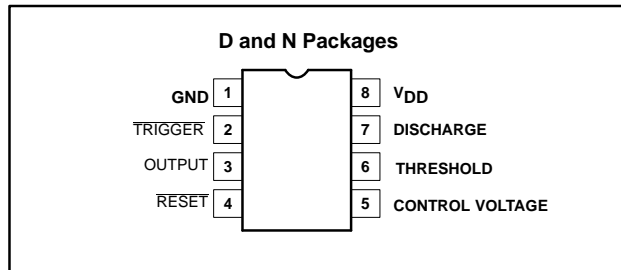 D and N Packages
GND 1 8 VDD
TRIGGER 2 7 DISCHARGE
OUTPUT 3 6 THRESHOLD
RESET 4 5 CONTROL VOLTAGE